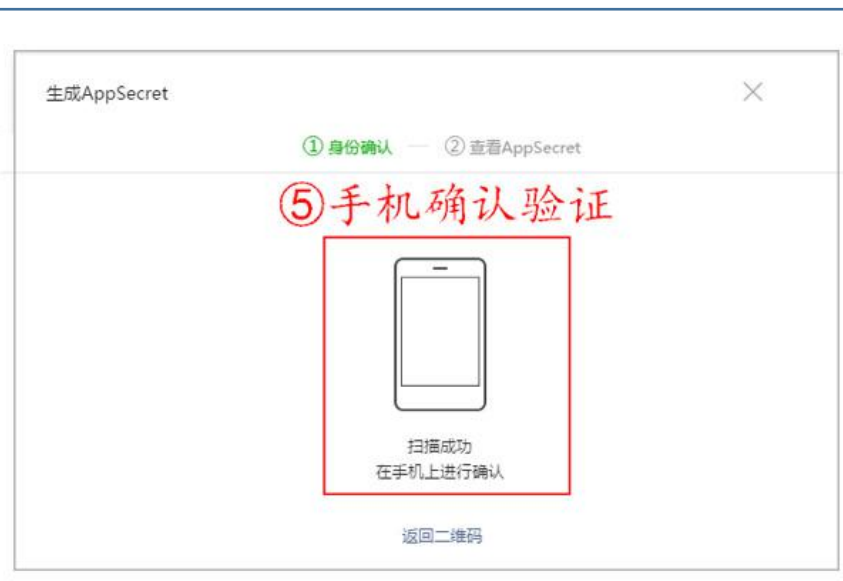 生成AppSecret
① 身份确认 — ② 查看AppSecret
⑤手机确认验证
扫描成功
在手机上进行确认
返回二维码